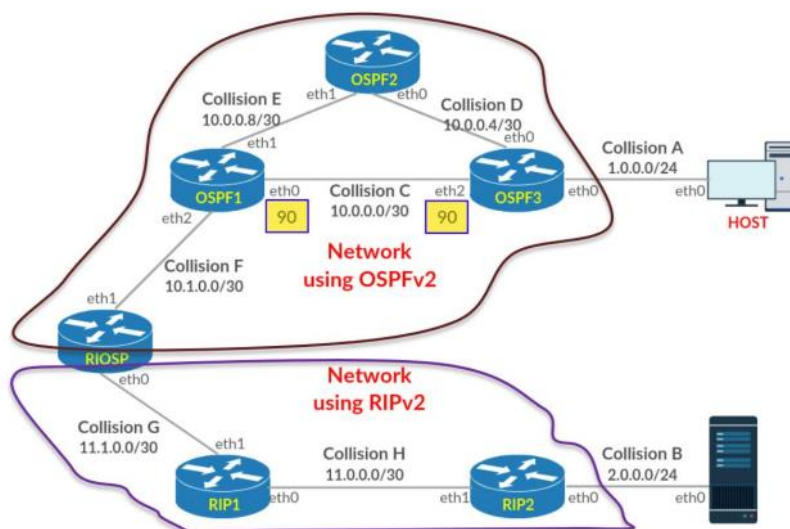 OSPF2
eth1
eth0
Collision E
10.0.0.8/30
Collision D
10.0.0.4/30
eth1
eth0
Collision A
1.0.0.0/24
OSPF1
eth0
Collision C
10.0.0.0/30
eth2
OSPF3
eth0
eth0
HOST
eth2
90
90
Network
using OSPFv2
Collision F
10.1.0.0/30
eth1
RIOSP
eth0
Network
using RIPv2
Collision G
11.1.0.0/30
eth1
Collision H
11.0.0.0/30
Collision B
2.0.0.0/24
RIP1
eth0
eth1
RIP2
eth0
eth0